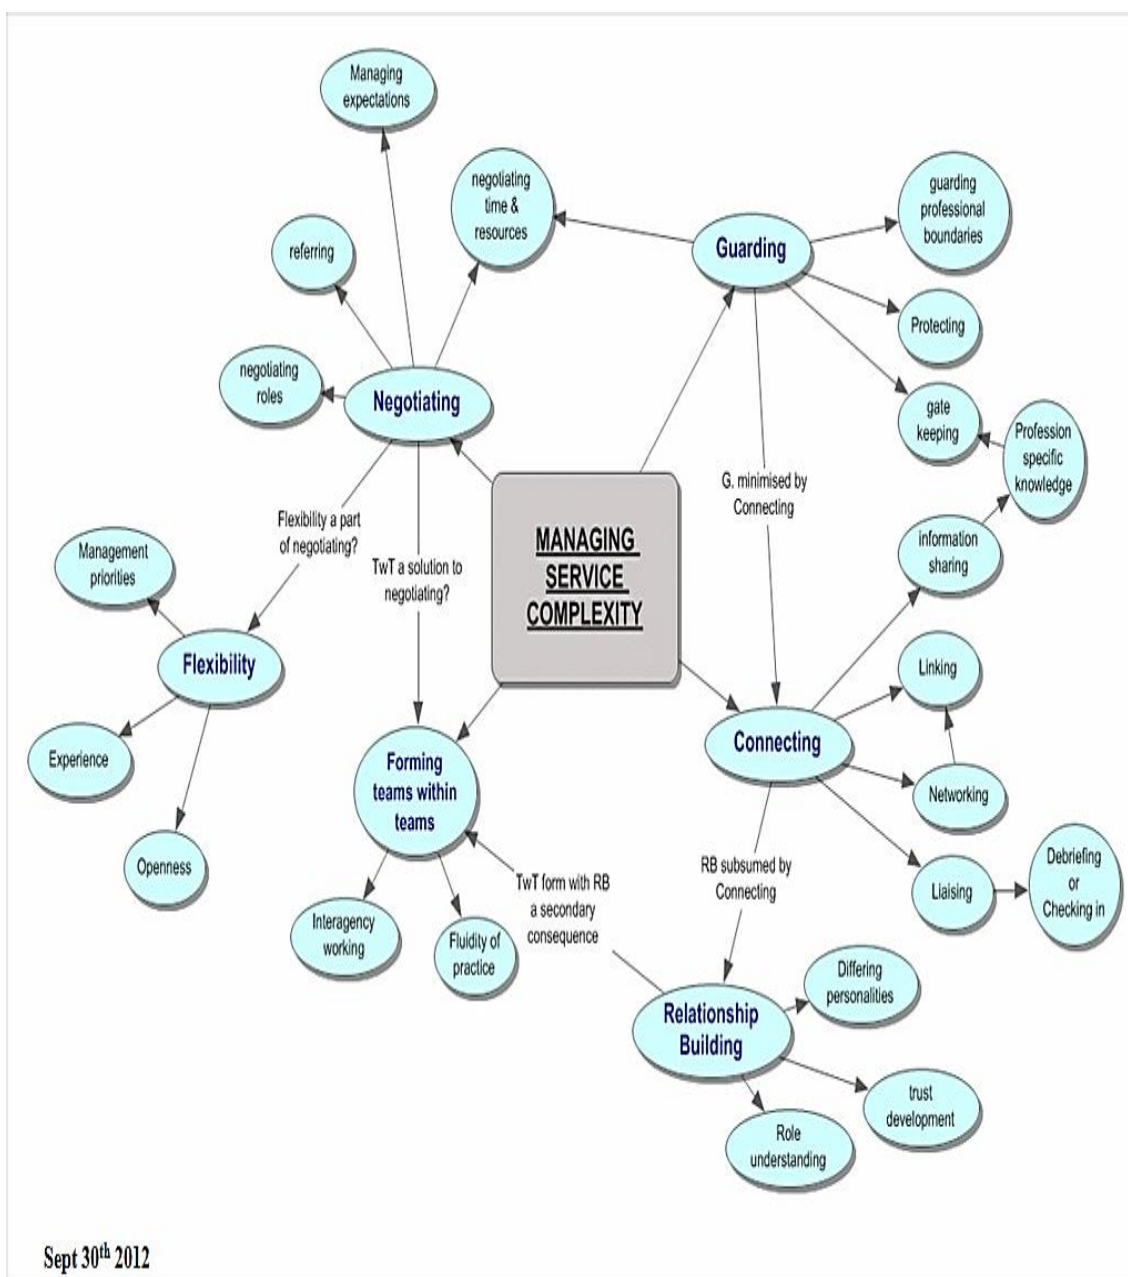 Managing
expectations
negotiating
time &
resources
guarding
professional
boundaries
referring
Guarding
Protecting
negotiating
roles
Negotiating
gate
keeping
Profession
specific
knowledge
G. minimised by
Connecting
Flexibility a part
of negotiating?
MANAGING
SERVICE
COMPLEXITY
information
sharing
Management
priorities
TwT a solution to
negotiating?
Flexibility
Linking
Connecting
Experience
Forming
teams within
teams
Networking
Openness
RB subsumed by
Connecting
Liaising
Debriefing
or
Checking in
TwT form with RB
a secondary
consequence
Interagency
working
Fluidity of
practice
Differing
personalities
Relationship
Building
trust
development
Role
understanding
Sept 30th 2012